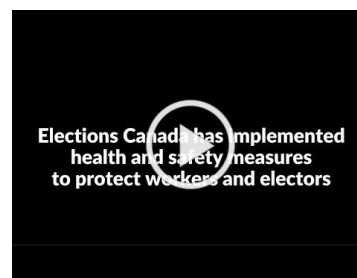 Elections Canada has implemented
health and safety measures
to protect workers and electors